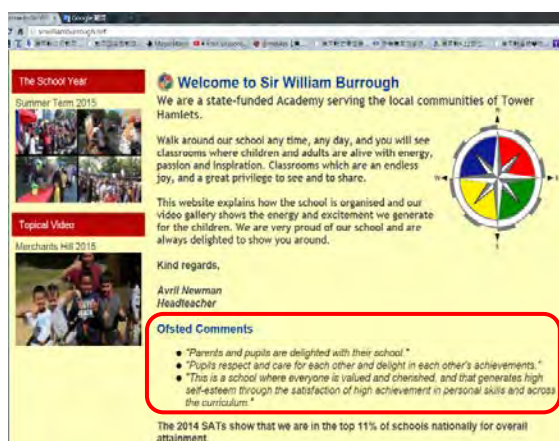 Google
sirwilliamburrough.net
The School Year
Summer Term 2015
Topical Video
Merchants Hill 2015
Welcome to Sir William Burrough
We are a state-funded Academy serving the local communities of Tower
Hamlets.
Walk around our school any time, any day, and you will see
classrooms where children and adults are alive with energy,
passion and inspiration. Classrooms which are an endless
joy, and a great privilege to see and to share.
This website explains how the school is organised and our
video gallery shows the energy and excitement we generate
for the children. We are very proud of our school and are
always delighted to show you around.
Kind regards,
Avril Newman
Headteacher
N
W
E
S
Ofsted Comments
"Parents and pupils are delighted with their school."
"Pupils respect and care for each other and delight in each other's achievements."
"This is a school where everyone is valued and cherished, and that generates high
self-esteem through the satisfaction of high achievement in personal skills and across
the curriculum."
The 2014 SATs show that we are in the top 11% of schools nationally for overall
attainment